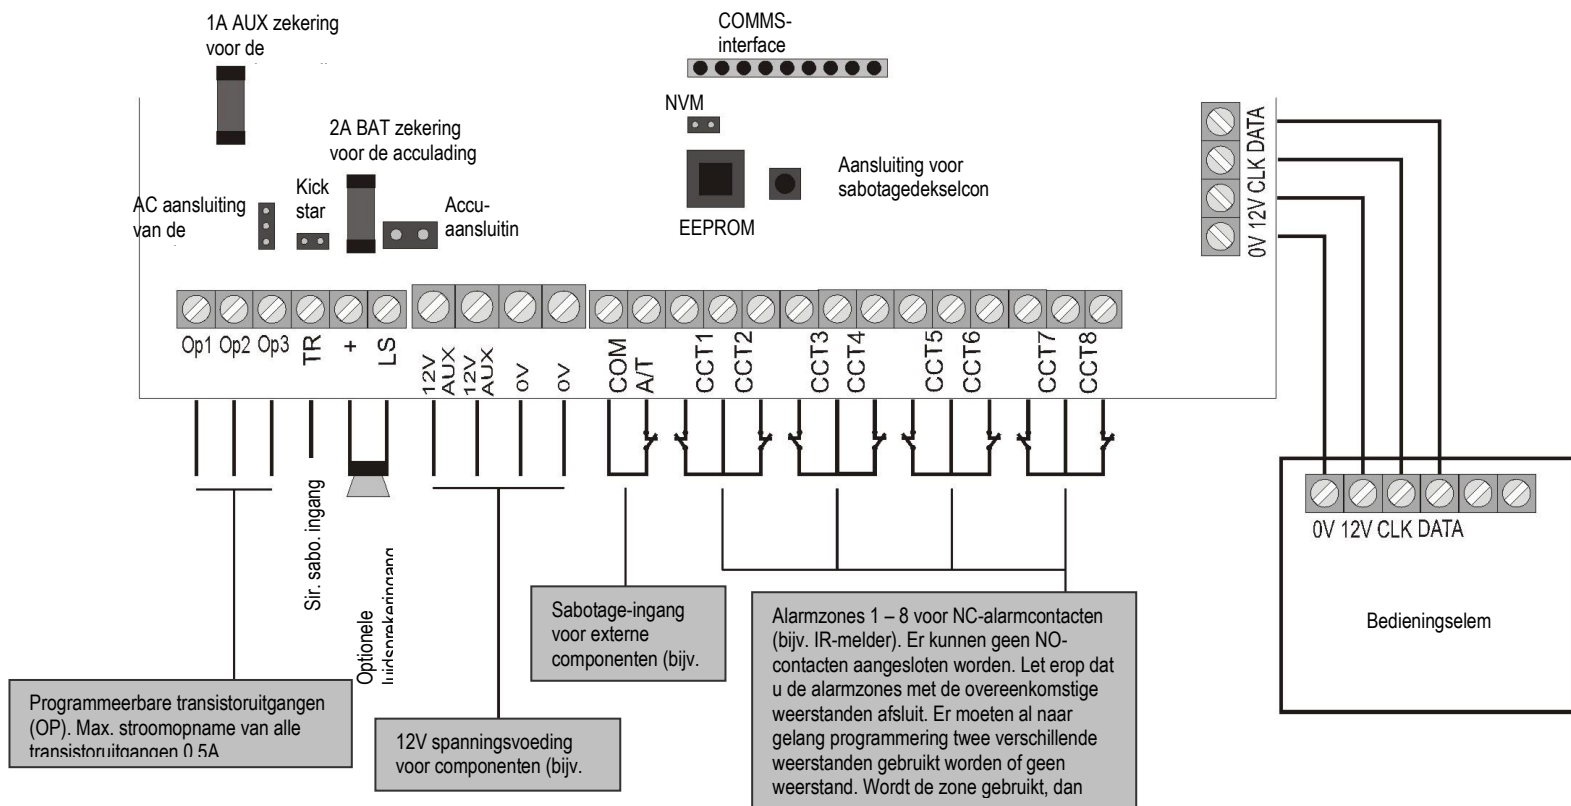 1A AUX zekering
voor de
COMMS-
interface
NVM
2A BAT zekering
voor de acculading
Kick
star
AC aansluiting
van de
Accu-
aansluitin
Aansluiting voor
sabotagedekselcon
EEPROM
0V 12V CLK DATA
Op1 Op2 Op3 TR + LS
12V AUX 12V AUX 0V 0V
COM A/T CCT1 CCT2 CCT3 CCT4 CCT5 CCT6 CCT7 CCT8
0V 12V CLK DATA
Bedieningselem
Sir. sabo. ingang
Optionele
luidsprekeringang
Programmeerbare transistoruitgangen
(OP). Max. stroomopname van alle
transistoruitgangen 0,5A
12V spanningsvoeding
voor componenten (bijv.
Sabotage-ingang
voor externe
componenten (bijv.
Alarmzones 1 – 8 voor NC-alarmcontacten
(bijv. IR-melder). Er kunnen geen NO-
contacten aangesloten worden. Let erop dat
u de alarmzones met de overeenkomstige
weerstanden afsluit. Er moeten al naar
gelang programmering twee verschillende
weerstanden gebruikt worden of geen
weerstand. Wordt de zone gebruikt, dan